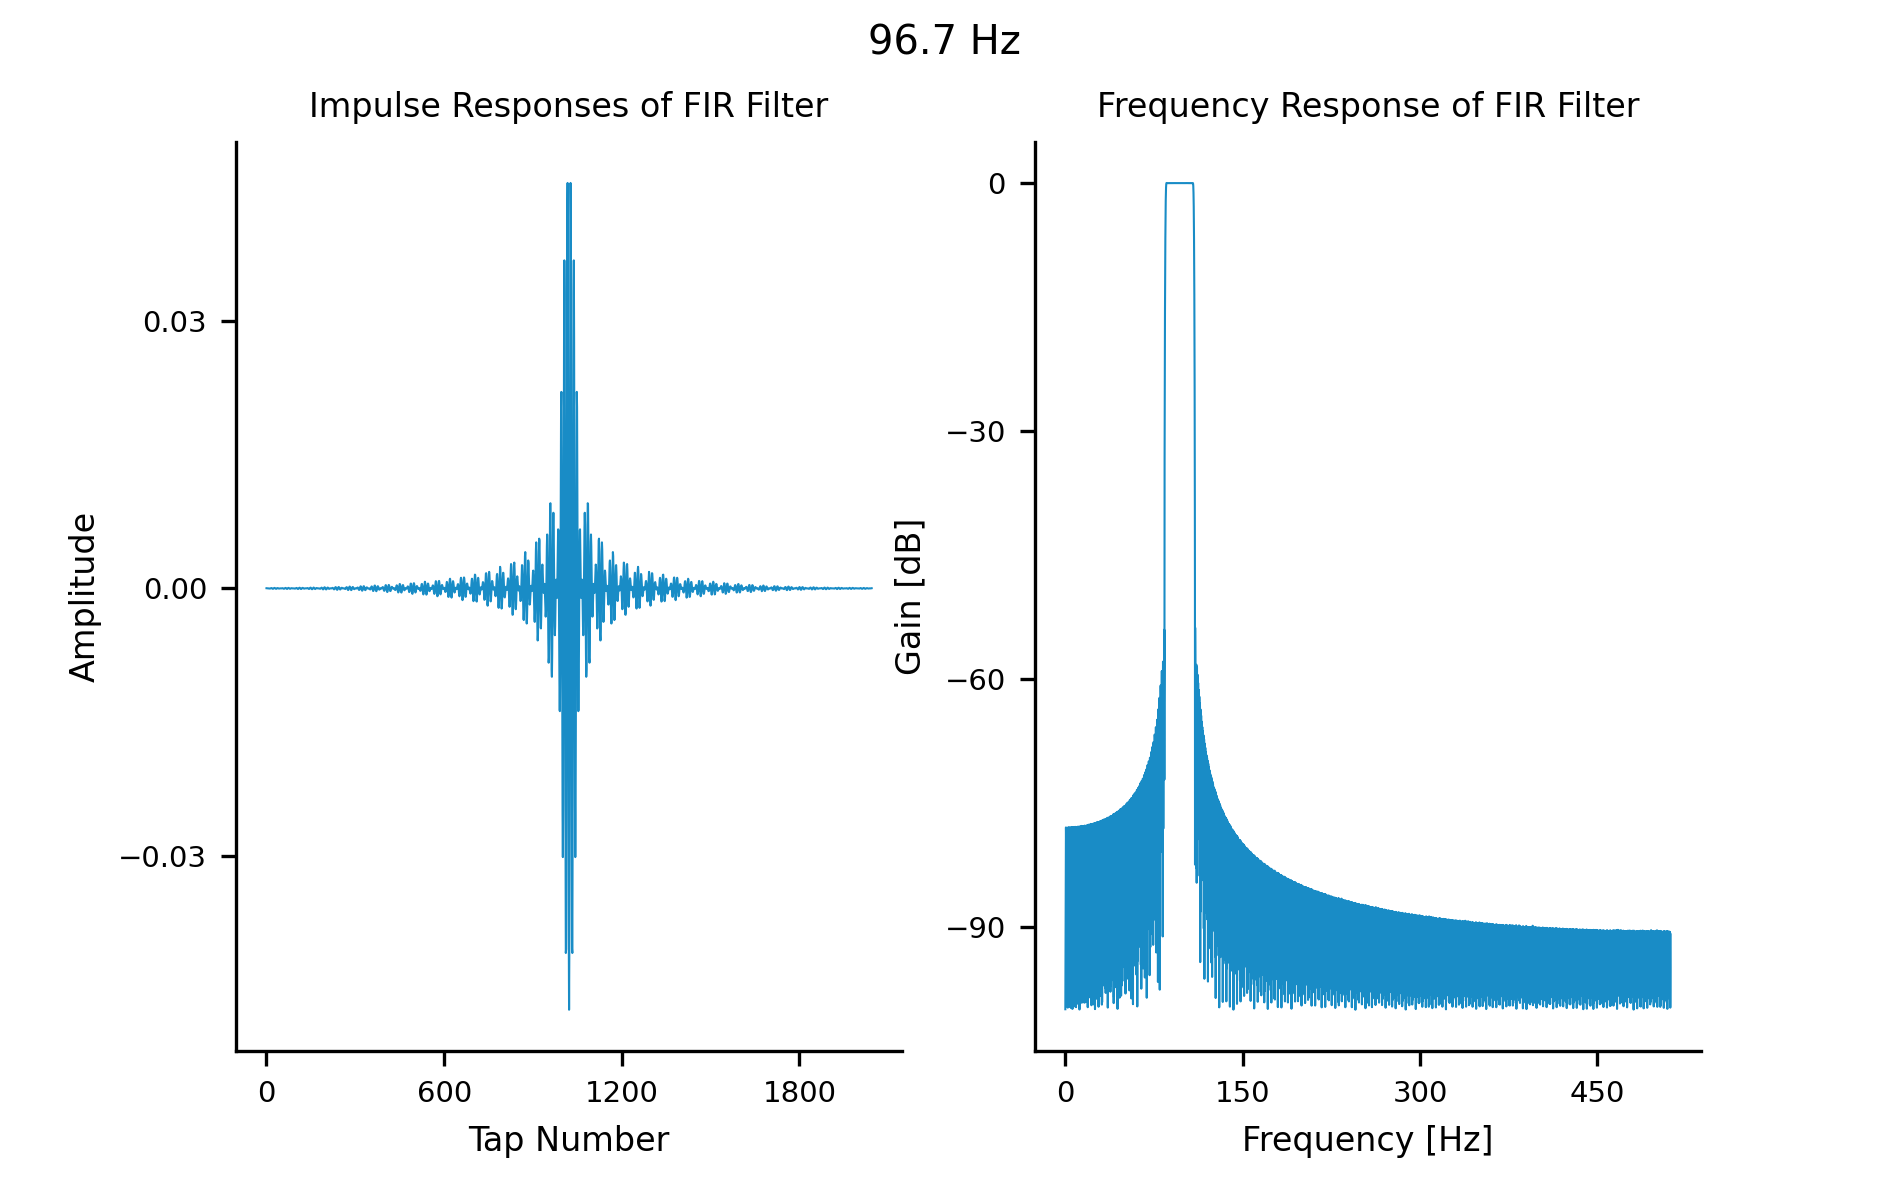 96.7 Hz
Impulse Responses of FIR Filter
Amplitude
0.03
0.00
−0.03
0 600 1200 1800
Tap Number
Frequency Response of FIR Filter
Gain [dB]
0
−30
−60
−90
0 150 300 450
Frequency [Hz]